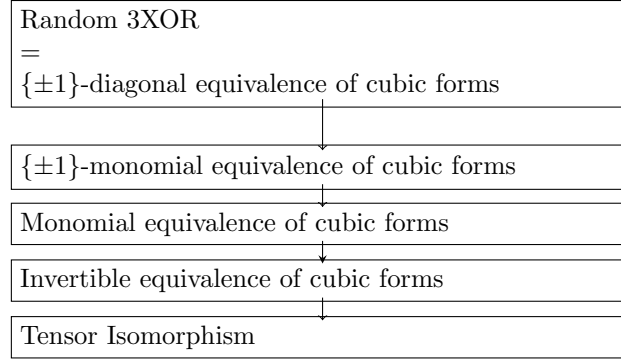 Random 3XOR
=
{±1}-diagonal equivalence of cubic forms
{±1}-monomial equivalence of cubic forms
Monomial equivalence of cubic forms
Invertible equivalence of cubic forms
Tensor Isomorphism